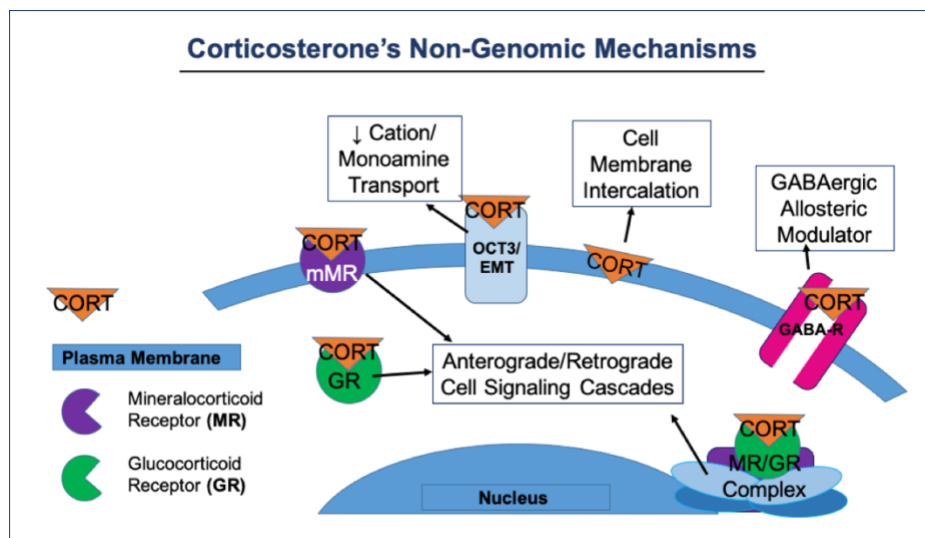 Corticosterone's Non-Genomic Mechanisms
↓ Cation/
Monoamine
Transport
Cell
Membrane
Intercalation
GABAergic
Allosteric
Modulator
CORT
OCT3/
EMT
CORT
mMR
CORT
CORT
GABA-R
CORT
Plasma Membrane
Mineralocorticoid
Receptor (MR)
Glucocorticoid
Receptor (GR)
CORT
GR
Anterograde/Retrograde
Cell Signaling Cascades
CORT
MR/GR
Complex
Nucleus